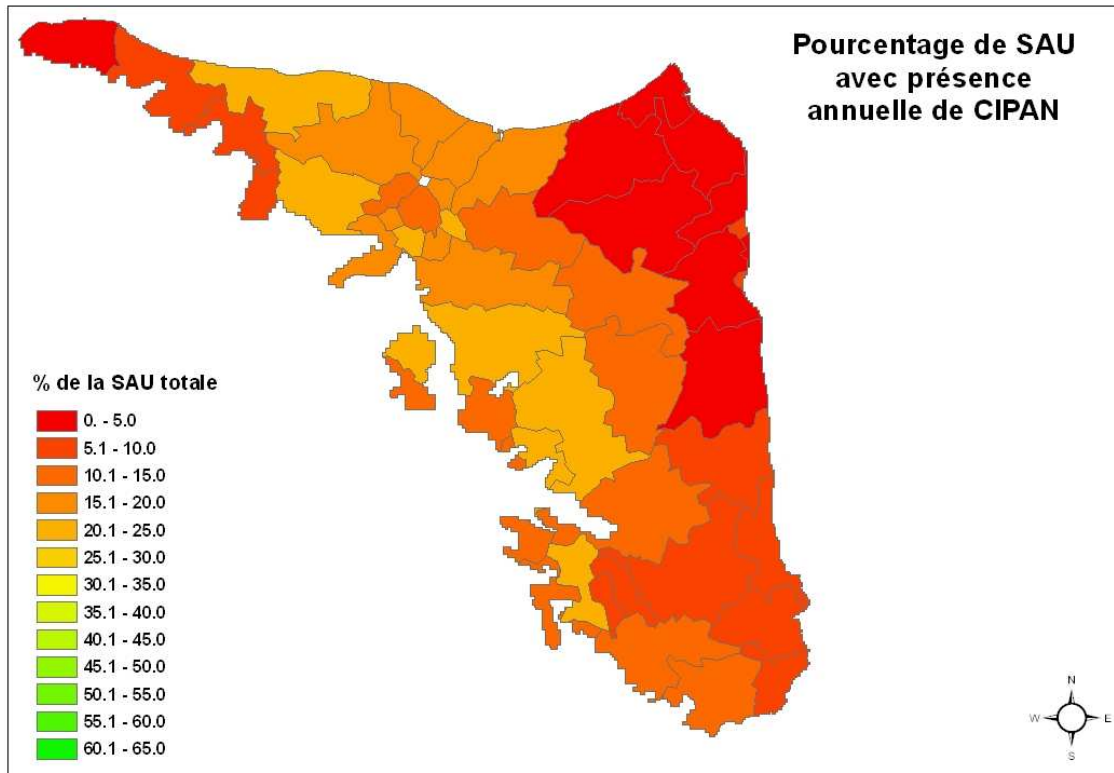 Pourcentage de SAU
avec présence
annuelle de CIPAN
% de la SAU totale
0. - 5.0
5.1 - 10.0
10.1 - 15.0
15.1 - 20.0
20.1 - 25.0
25.1 - 30.0
30.1 - 35.0
35.1 - 40.0
40.1 - 45.0
45.1 - 50.0
50.1 - 55.0
55.1 - 60.0
60.1 - 65.0
N
W E
S